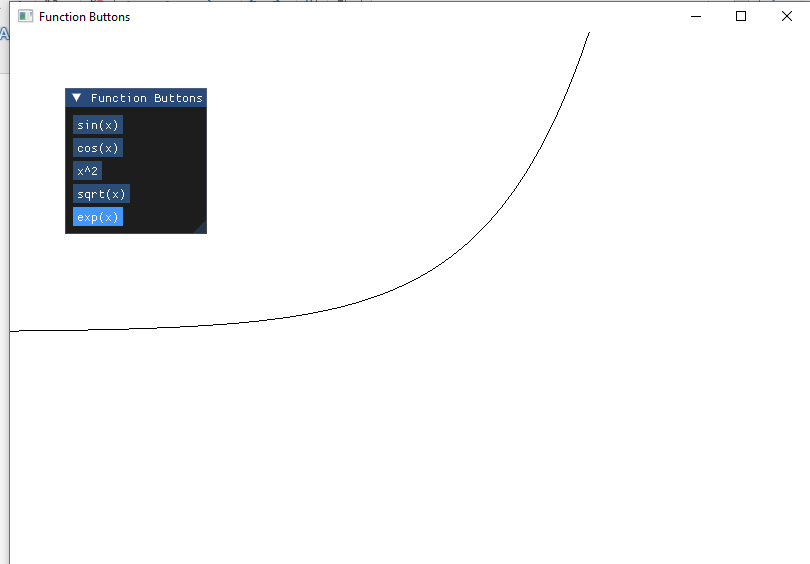 Function Buttons
Function Buttons
sin(x)
cos(x)
x^2
sqrt(x)
exp(x)